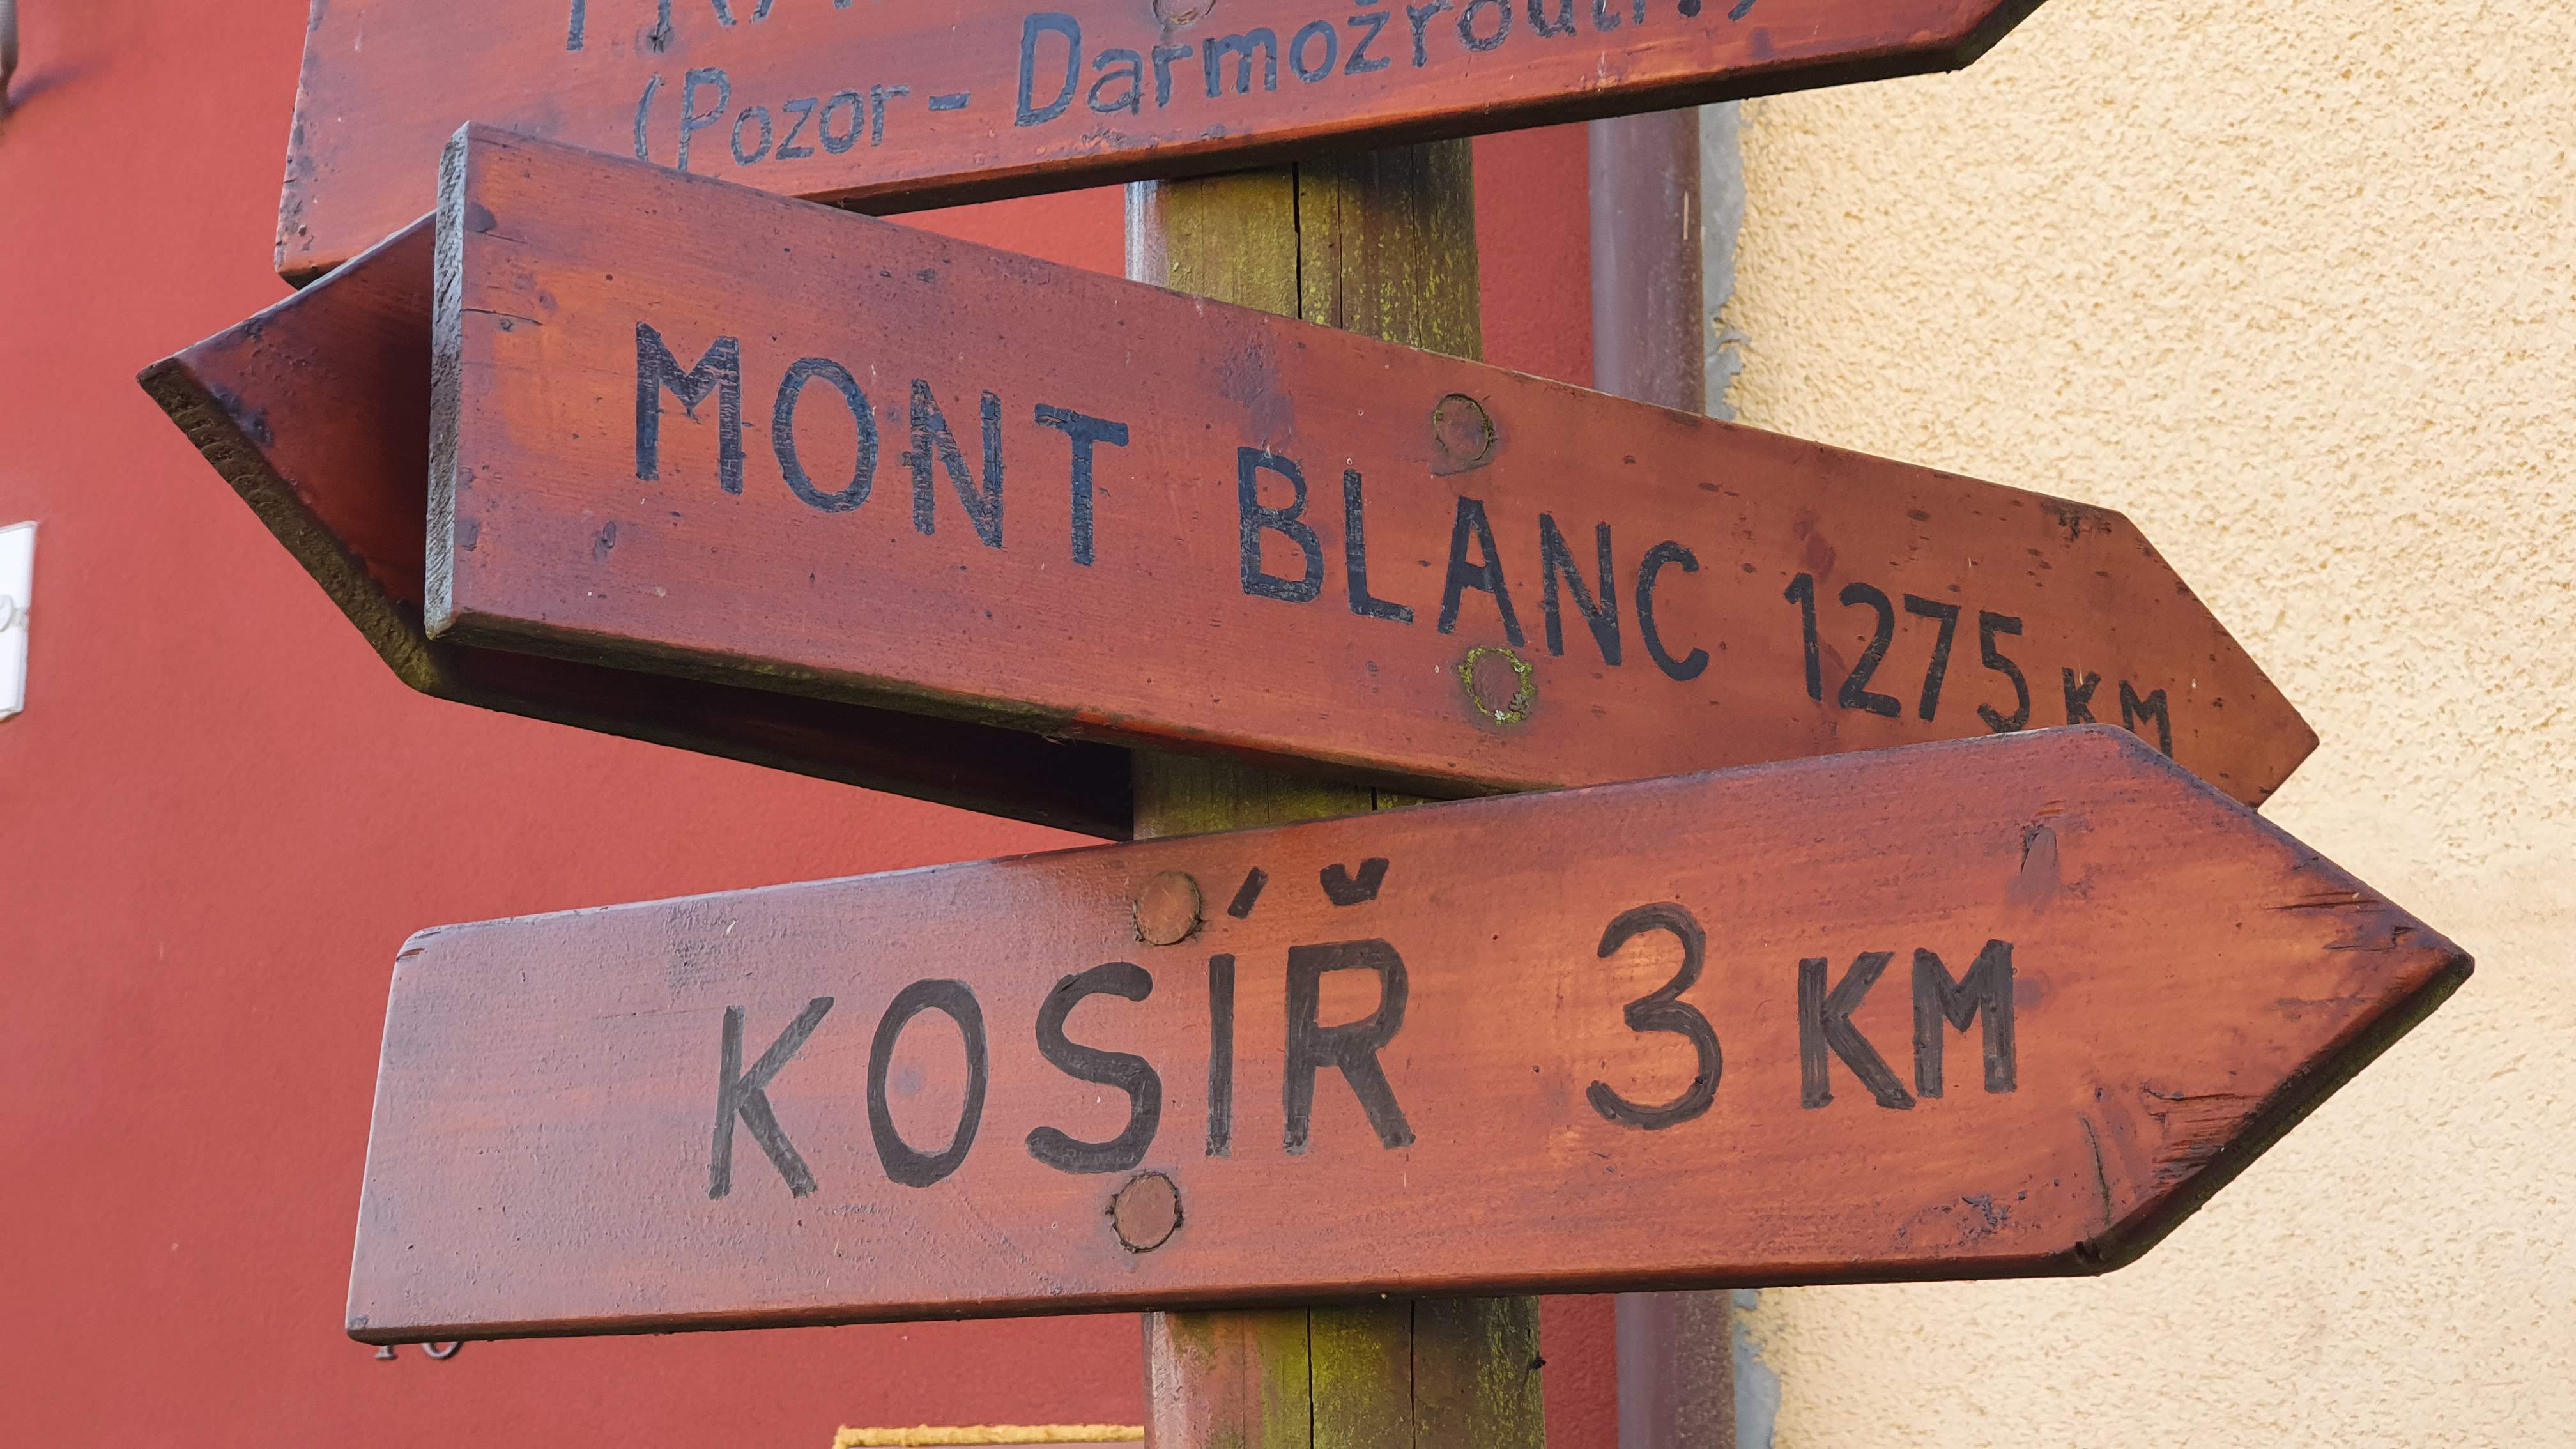 (Pozor - Darmožrouti!)
MONT BLANC 1275 KM
KOSÍŘ 3 KM